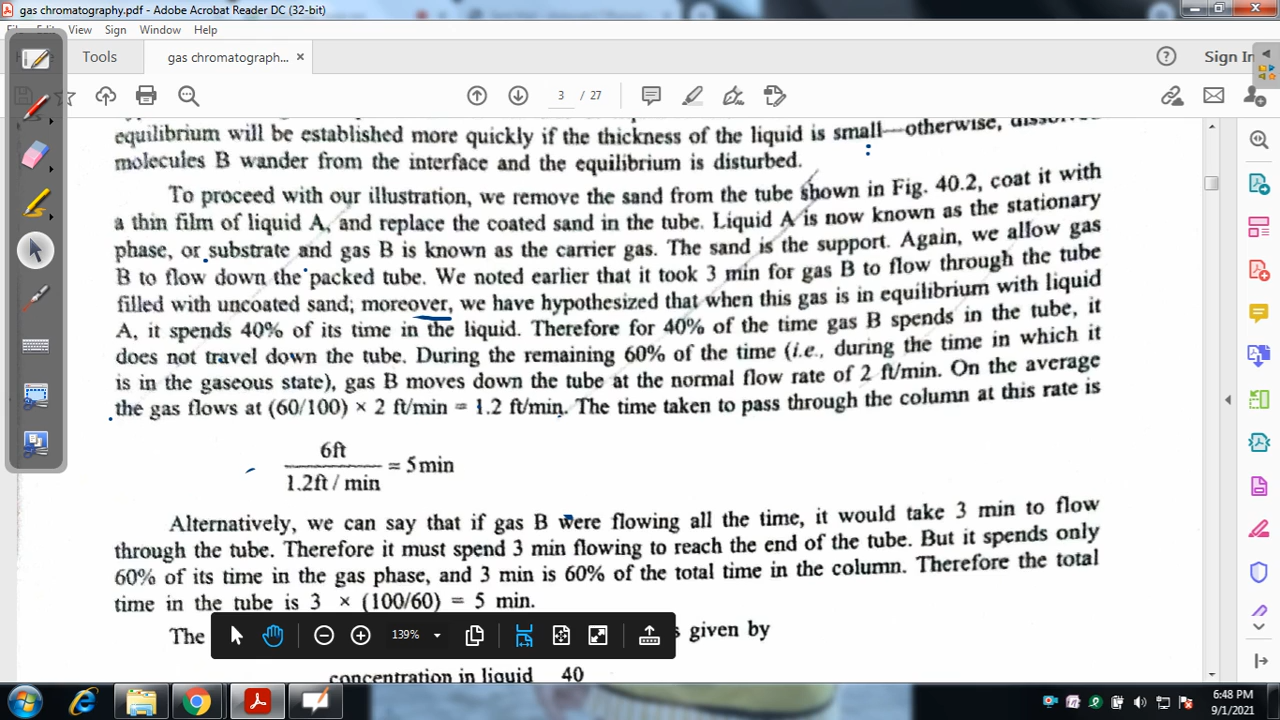 gas chromatography.pdf - Adobe Acrobat Reader DC (32-bit)
View Sign Window Help
Tools gas chromatograph... × Sign In
3 / 27
equilibrium will be established more quickly if the thickness of the liquid is small—otherwise, dissolved
molecules B wander from the interface and the equilibrium is disturbed.
To proceed with our illustration, we remove the sand from the tube shown in Fig. 40.2, coat it with
a thin film of liquid A, and replace the coated sand in the tube. Liquid A is now known as the stationary
phase, or substrate and gas B is known as the carrier gas. The sand is the support. Again, we allow gas
B to flow down the packed tube. We noted earlier that it took 3 min for gas B to flow through the tube
filled with uncoated sand; moreover, we have hypothesized that when this gas is in equilibrium with liquid
A, it spends 40% of its time in the liquid. Therefore for 40% of the time gas B spends in the tube, it
does not travel down the tube. During the remaining 60% of the time (i.e., during the time in which it
is in the gaseous state), gas B moves down the tube at the normal flow rate of 2 ft/min. On the average
the gas flows at (60/100) × 2 ft/min = 1.2 ft/min. The time taken to pass through the column at this rate is
6ft
1.2ft / min
= 5min
Alternatively, we can say that if gas B were flowing all the time, it would take 3 min to flow
through the tube. Therefore it must spend 3 min flowing to reach the end of the tube. But it spends only
60% of its time in the gas phase, and 3 min is 60% of the total time in the column. Therefore the total
time in the tube is 3 × (100/60) = 5 min.
The given by
139%
concentration in liquid 40
6:48 PM
9/1/2021